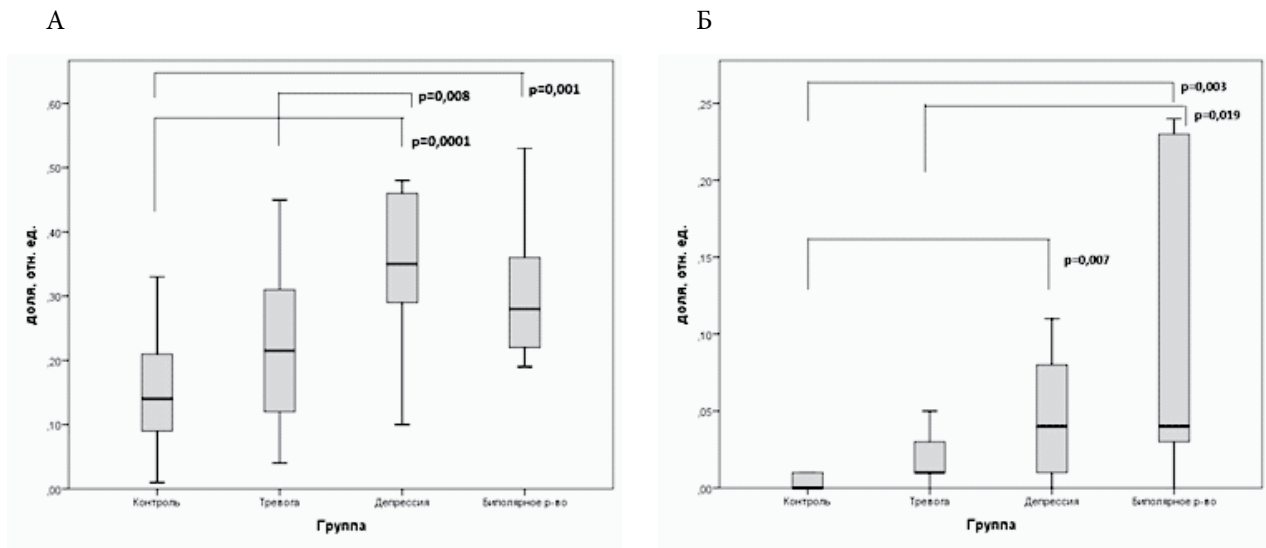 А
Б
p=0,001
p=0,008
p=0,0001
,60
,50
,40
,30
,20
,10
,00
доля, отн. ед.
Контроль
Тревога
Депрессия
Биполярное р-во
Группа
p=0,003
p=0,019
p=0,007
,25
,20
,15
,10
,05
,00
доля, отн. ед.
Контроль
Тревога
Депрессия
Биполярное р-во
Группа